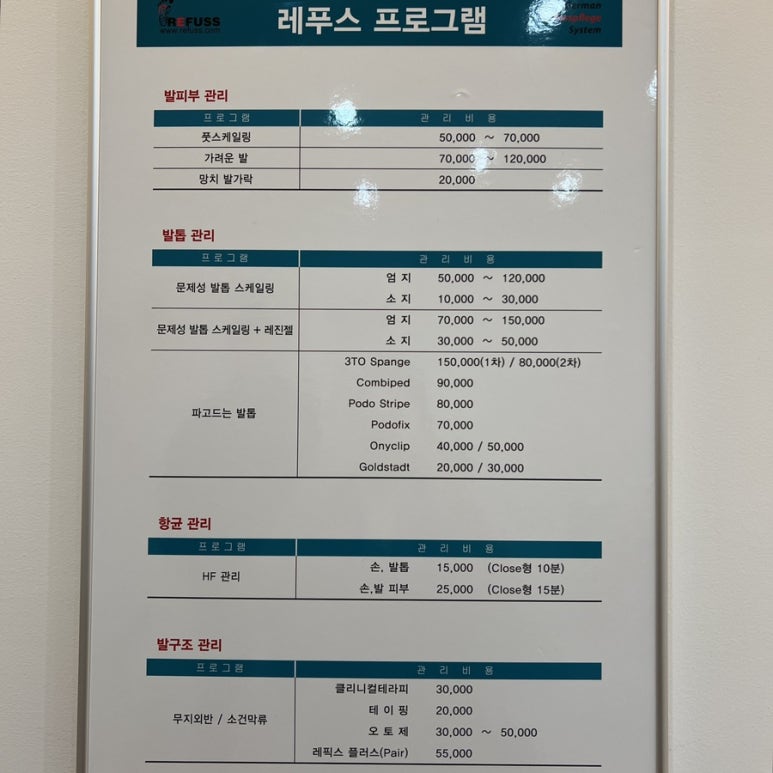 REFUSS
www.refuss.com
레푸스 프로그램
German
Fusspflege
System
발피부 관리
프로그램 관리비용
풋스케일링 50,000 ~ 70,000
가려운 발 70,000 ~ 120,000
망치 발가락 20,000
발톱 관리
프로그램 관리비용
문제성 발톱 스케일링 엄지 50,000 ~ 120,000
소지 10,000 ~ 30,000
문제성 발톱 스케일링 + 레진젤 엄지 70,000 ~ 150,000
소지 30,000 ~ 50,000
파고드는 발톱 3TO Spange 150,000(1차) / 80,000(2차)
Combiped 90,000
Podo Stripe 80,000
Podofix 70,000
Onyclip 40,000 / 50,000
Goldstadt 20,000 / 30,000
항균 관리
프로그램 관리비용
HF 관리 손, 발톱 15,000 (Close형 10분)
손,발 피부 25,000 (Close형 15분)
발구조 관리
프로그램 관리비용
무지외반 / 소건막류 클리니컬테라피 30,000
테이핑 20,000
오토제 30,000 ~ 50,000
레픽스 플러스(Pair) 55,000